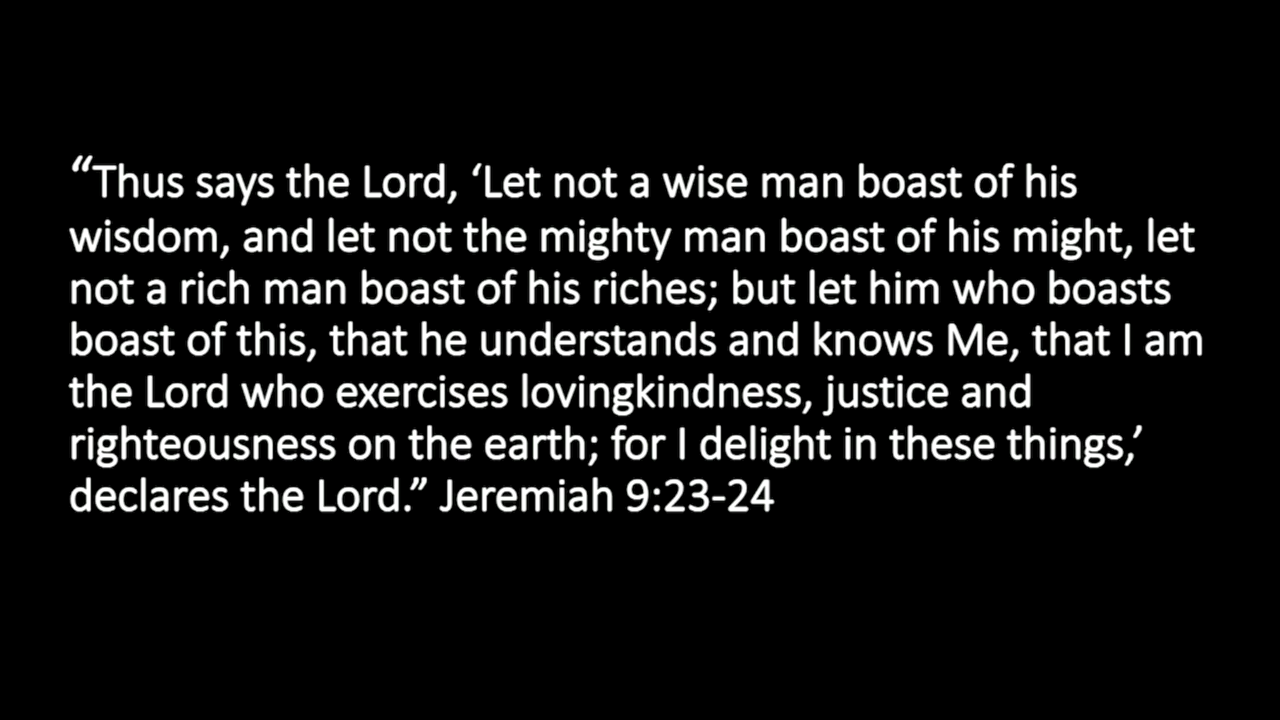 “Thus says the Lord, ‘Let not a wise man boast of his
wisdom, and let not the mighty man boast of his might, let
not a rich man boast of his riches; but let him who boasts
boast of this, that he understands and knows Me, that I am
the Lord who exercises lovingkindness, justice and
righteousness on the earth; for I delight in these things,’
declares the Lord.” Jeremiah 9:23-24